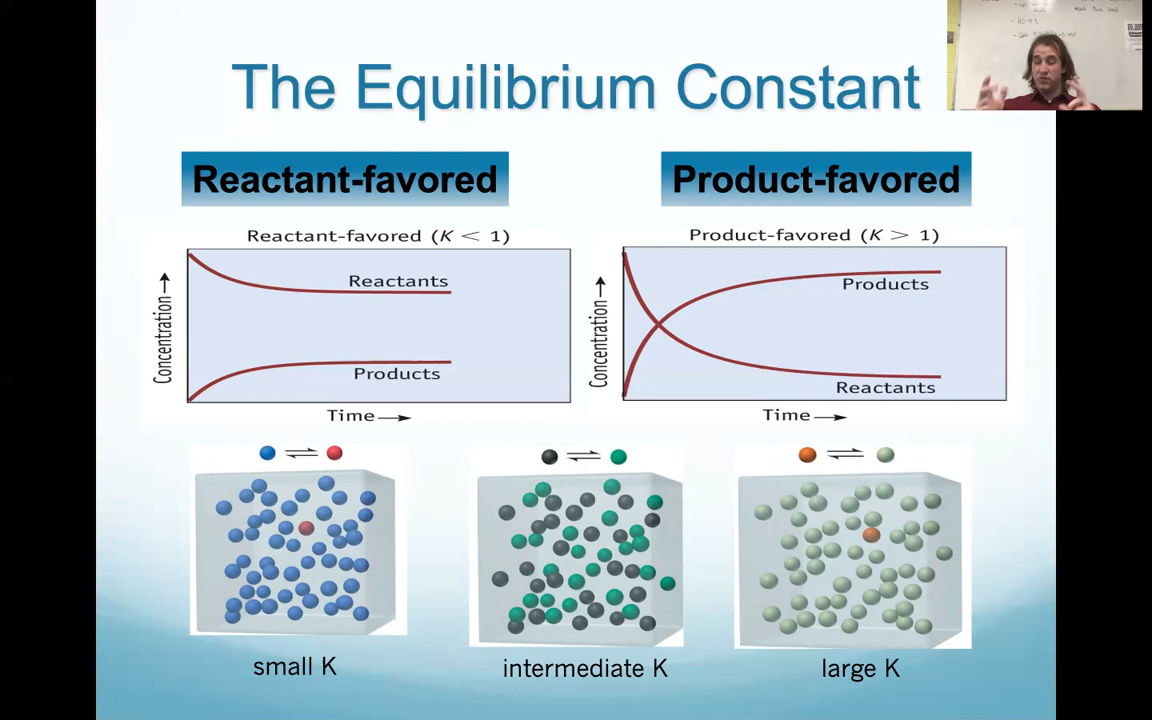 The Equilibrium Constant
Reactant-favored
Product-favored
Reactant-favored (K < 1)
Concentration
Reactants
Products
Time
Product-favored (K > 1)
Concentration
Products
Reactants
Time
small K
intermediate K
large K